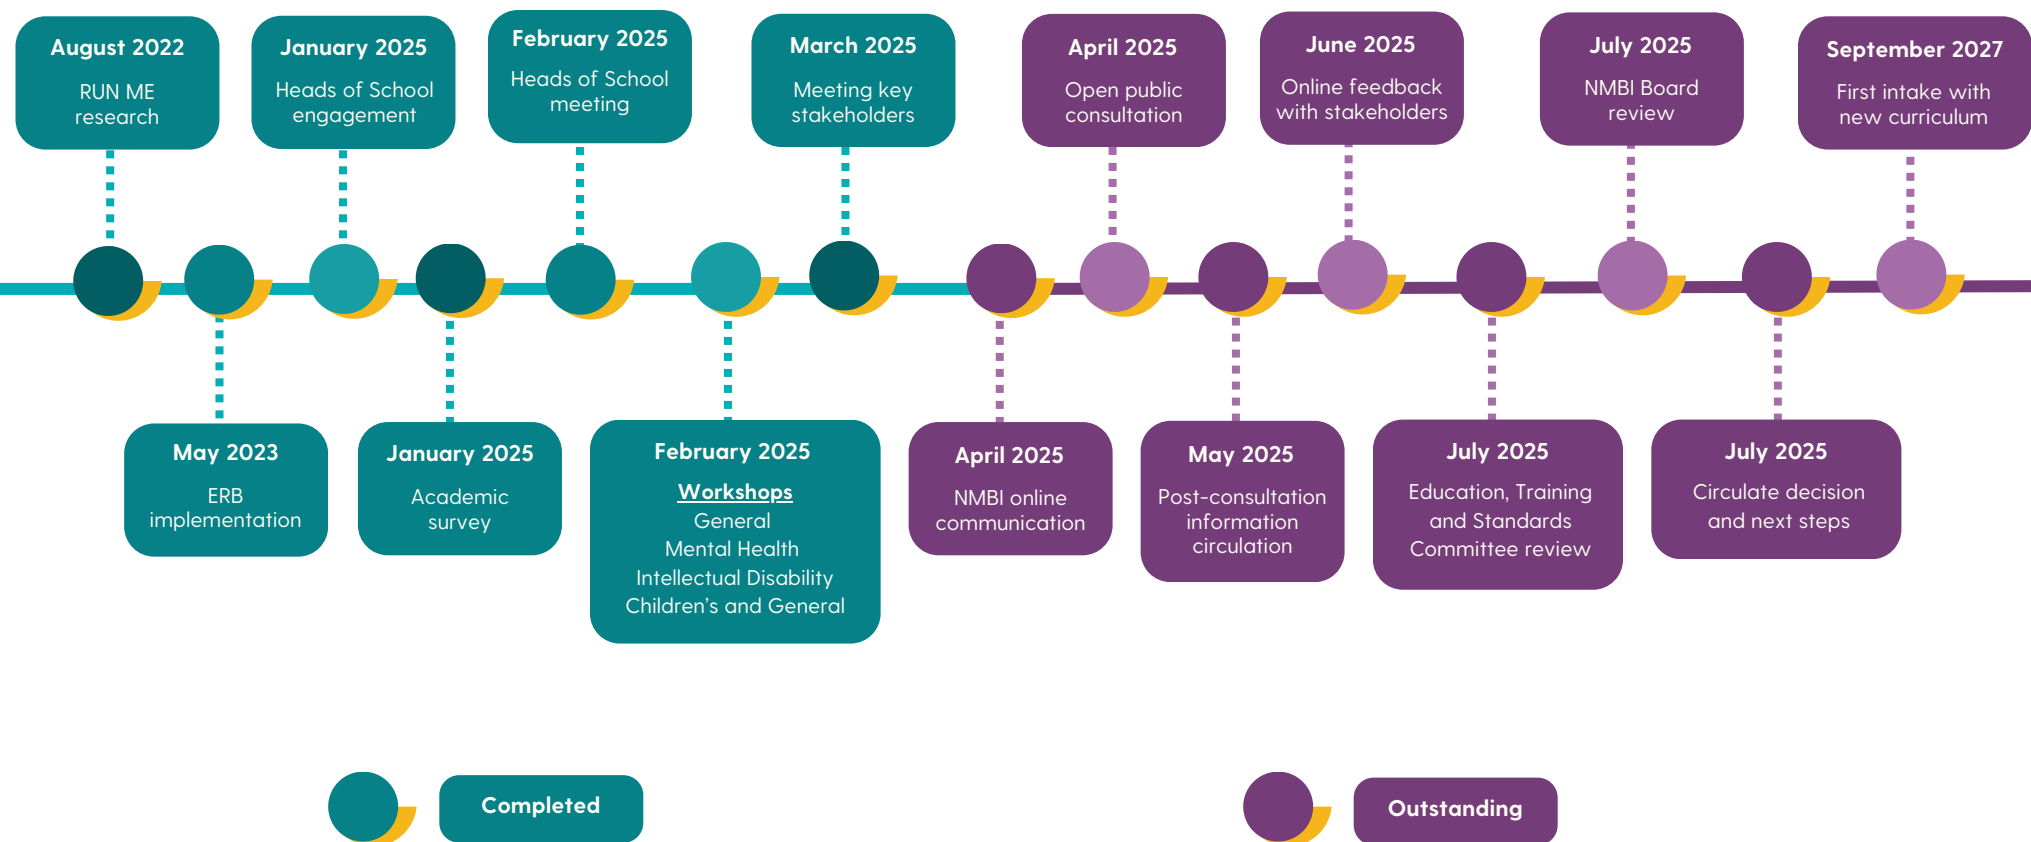 August 2022
RUN ME
research
January 2025
Heads of School
engagement
February 2025
Heads of School
meeting
March 2025
Meeting key
stakeholders
April 2025
Open public
consultation
June 2025
Online feedback
with stakeholders
July 2025
NMBI Board
review
September 2027
First intake with
new curriculum
May 2023
ERB
implementation
January 2025
Academic
survey
February 2025
Workshops
General
Mental Health
Intellectual Disability
Children’s and General
April 2025
NMBI online
communication
May 2025
Post-consultation
information
circulation
July 2025
Education, Training
and Standards
Committee review
July 2025
Circulate decision
and next steps
Completed
Outstanding